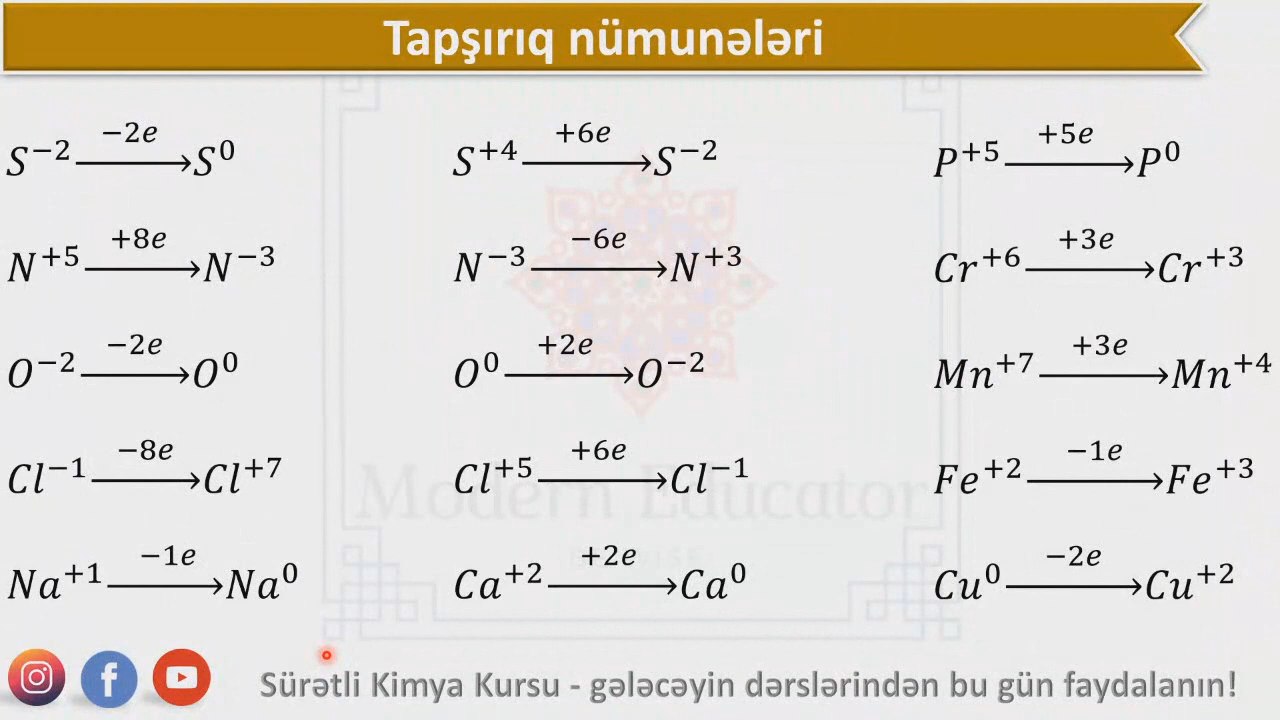 Tapşırıq nümunələri
S⁻² −2e→ S⁰
S⁺⁴ +6e→ S⁻²
P⁺⁵ +5e→ P⁰
N⁺⁵ +8e→ N⁻³
N⁻³ −6e→ N⁺³
Cr⁺⁶ +3e→ Cr⁺³
O⁻² −2e→ O⁰
O⁰ +2e→ O⁻²
Mn⁺⁷ +3e→ Mn⁺⁴
Cl⁻¹ −8e→ Cl⁺⁷
Cl⁺⁵ +6e→ Cl⁻¹
Fe⁺² −1e→ Fe⁺³
Modern Educator
Na⁺¹ −1e→ Na⁰
Ca⁺² +2e→ Ca⁰
Cu⁰ −2e→ Cu⁺²
Sürətli Kimya Kursu - gələcəyin dərslərindən bu gün faydalanın!